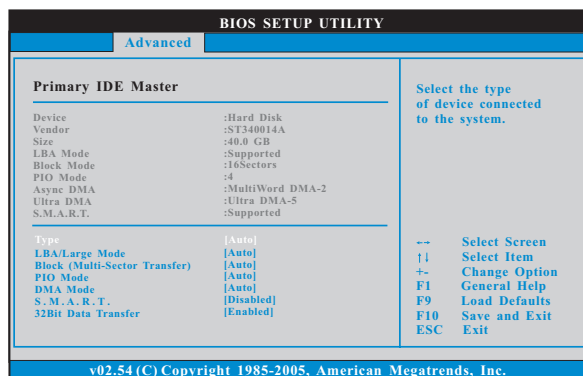 BIOS SETUP UTILITY
Advanced
Primary IDE Master
Device :Hard Disk
Vendor :ST340014A
Size :40.0 GB
LBA Mode :Supported
Block Mode :16Sectors
PIO Mode :4
Async DMA :MultiWord DMA-2
Ultra DMA :Ultra DMA-5
S.M.A.R.T. :Supported
Type [Auto]
LBA/Large Mode [Auto]
Block (Multi-Sector Transfer) [Auto]
PIO Mode [Auto]
DMA Mode [Auto]
S.M.A.R.T. [Disabled]
32Bit Data Transfer [Enabled]
Select the type
of device connected
to the system.
←→ Select Screen
↑↓ Select Item
+- Change Option
F1 General Help
F9 Load Defaults
F10 Save and Exit
ESC Exit
v02.54 (C) Copyright 1985-2005, American Megatrends, Inc.